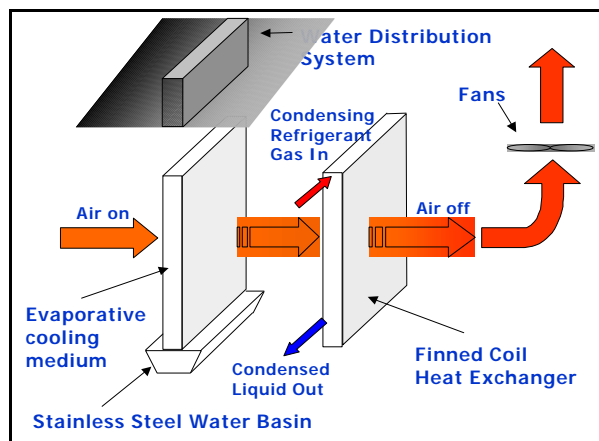 Water Distribution
System
Fans
Condensing
Refrigerant
Gas In
Air on
Air off
Evaporative
cooling
medium
Finned Coil
Heat Exchanger
Condensed
Liquid Out
Stainless Steel Water Basin